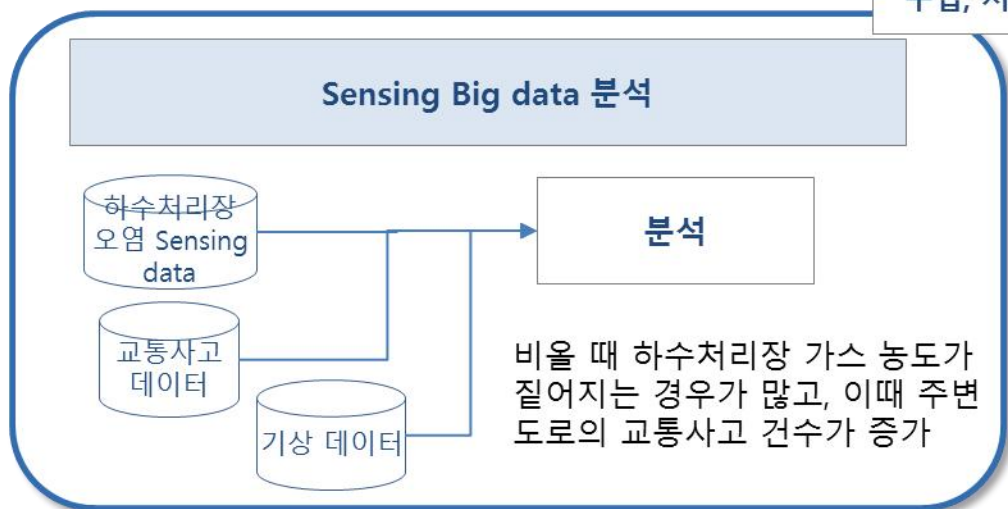 Sensing Big data 분석
하수처리장
오염 Sensing
data
분석
교통사고
데이터
기상 데이터
비올 때 하수처리장 가스 농도가
짙어지는 경우가 많고, 이때 주변
도로의 교통사고 건수가 증가